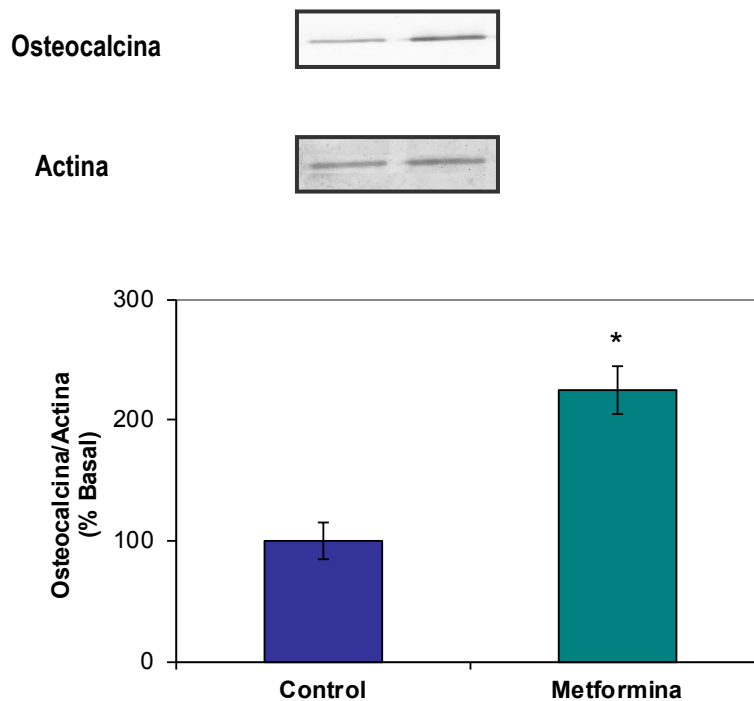 Osteocalcina
Actina
Osteocalcina/Actina
(% Basal)
300
200
100
0
*
Control
Metformina